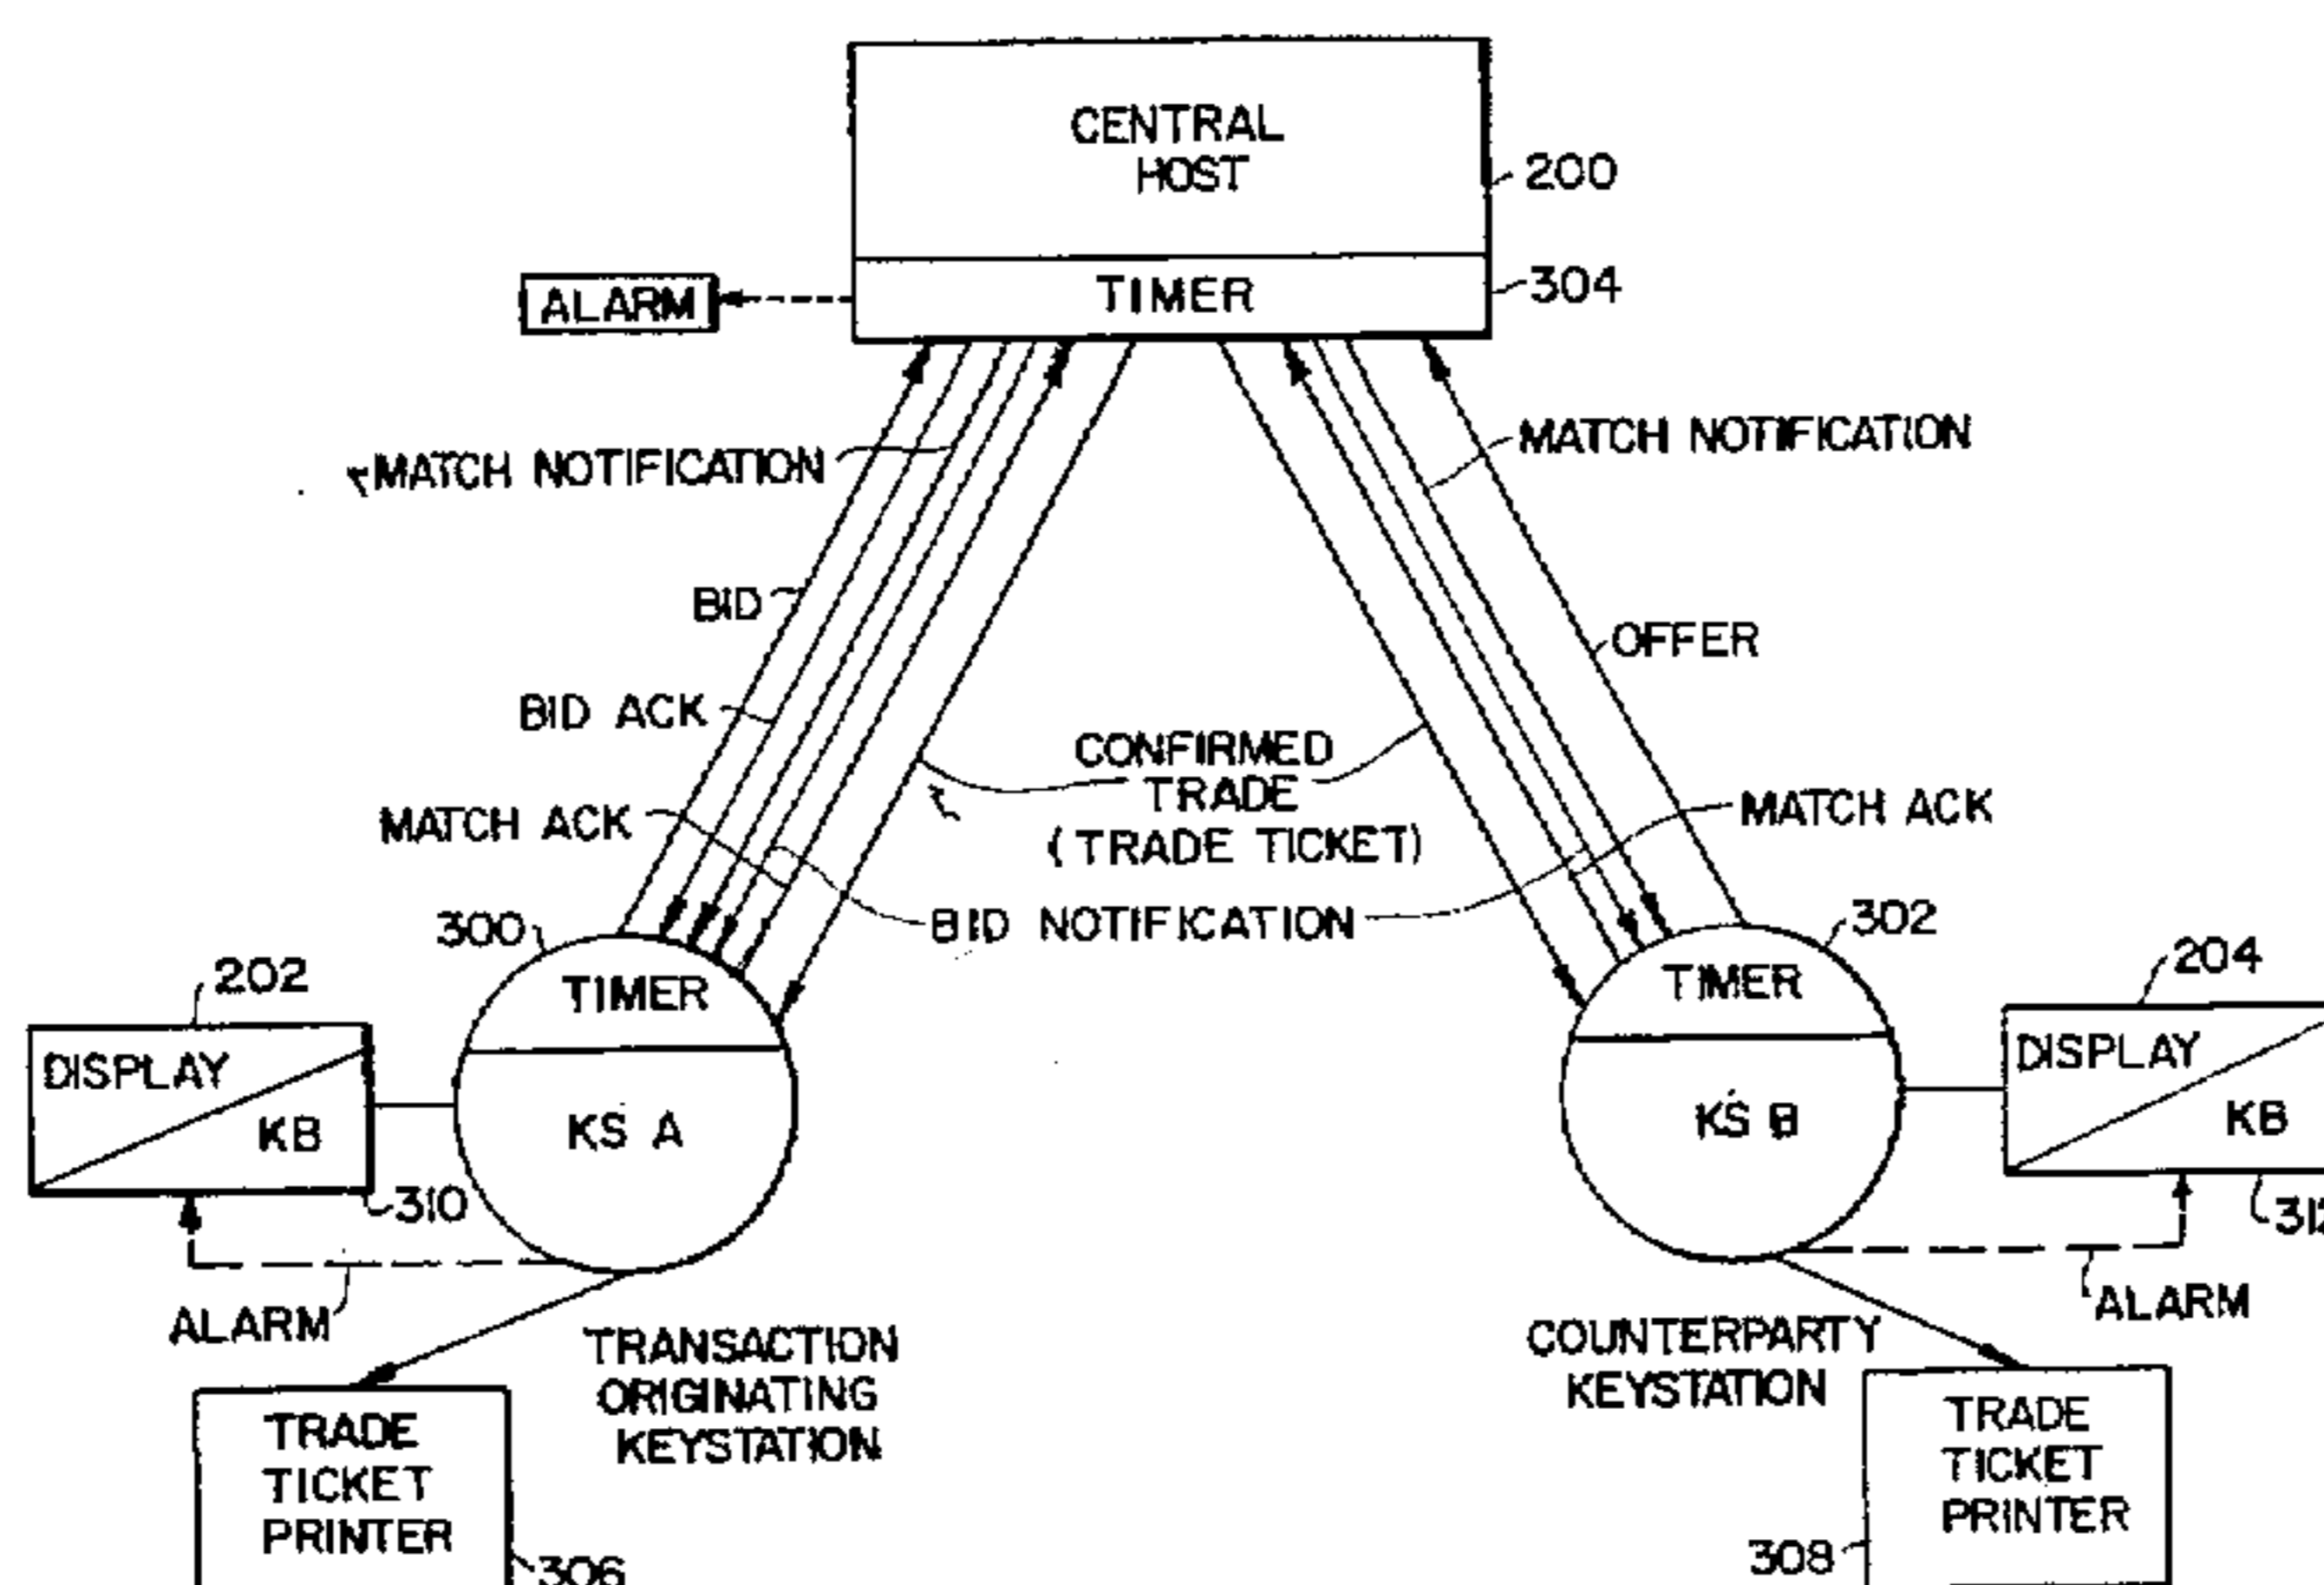 CENTRAL
HOST
200
TIMER
304
ALARM
MATCH NOTIFICATION
MATCH NOTIFICATION
BID
OFFER
BID ACK
CONFIRMED
TRADE
(TRADE TICKET)
MATCH ACK
MATCH ACK
BID NOTIFICATION
300
302
202
204
TIMER
TIMER
DISPLAY
KB
KS A
KS B
DISPLAY
KB
310
ALARM
ALARM
TRANSACTION
ORIGINATING
KEYSTATION
COUNTERPARTY
KEYSTATION
TRADE
TICKET
PRINTER
306
TRADE
TICKET
PRINTER
308